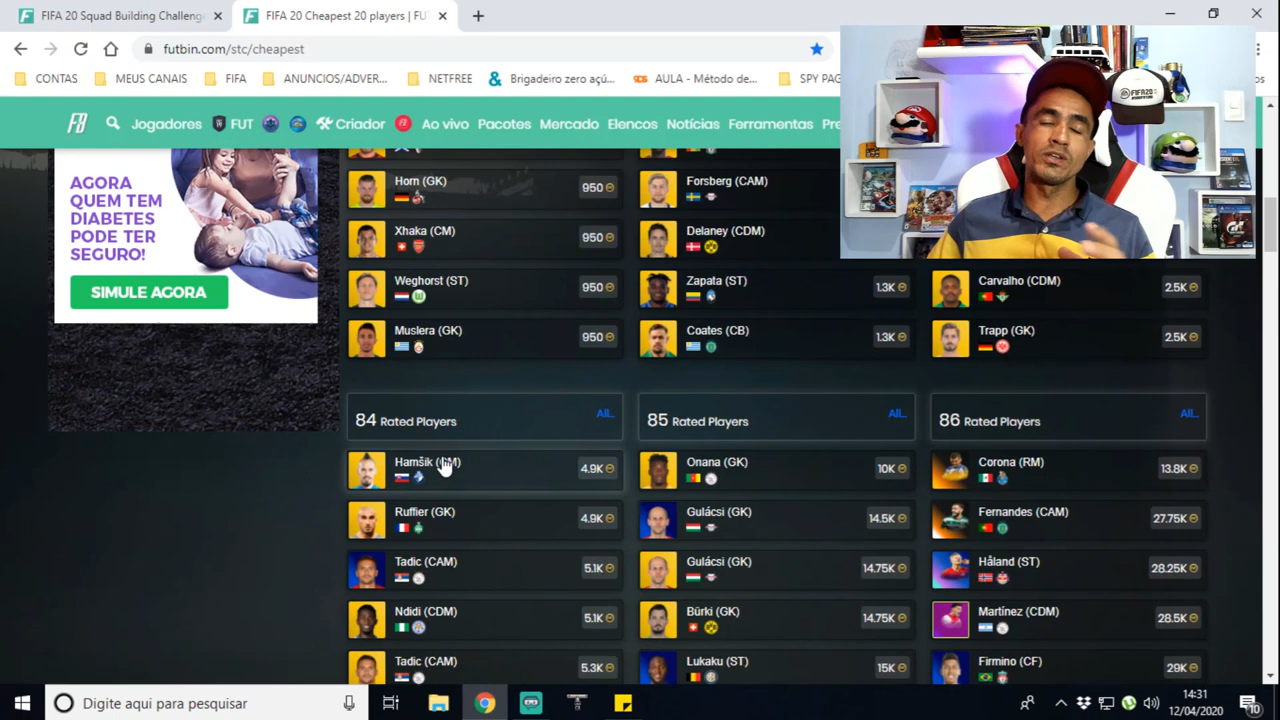 FIFA 20 Squad Building Challeng
FIFA 20 Cheapest 20 players | FUT
futbin.com/stc/cheapest
CONTAS
MEUS CANAIS
FIFA
ANUNCIOS/ADVER...
NETFREE
Brigadeiro zero açú...
AULA - Método de...
SPY PAG
Jogadores
FUT
Criador
Ao vivo
Pacotes
Mercado
Elencos
Notícias
Ferramentas
Pre
AGORA
QUEM TEM
DIABETES
PODE TER
SEGURO!
SIMULE AGORA
Horn (GK)
950
Forsberg (CAM)
Xhaka (CM)
950
Delaney (CDM)
Weghorst (ST)
950
Zapata (ST)
1.3K
Carvalho (CDM)
2.5K
Muslera (GK)
950
Coates (CB)
1.3K
Trapp (GK)
2.5K
84 Rated Players
All...
85 Rated Players
All...
86 Rated Players
All...
Hamšik (CM)
4.9K
Onana (GK)
10K
Corona (RM)
13.8K
Ruffier (GK)
4.9K
Gulácsi (GK)
14.5K
Fernandes (CAM)
27.75K
Tadic (CAM)
5.1K
Gulácsi (GK)
14.75K
Håland (ST)
28.25K
Ndidi (CDM)
5.1K
Bürki (GK)
14.75K
Martínez (CDM)
28.5K
Tadic (CAM)
5.3K
Lukaku (ST)
15K
Firmino (CF)
29K
Digite aqui para pesquisar
14:31
12/04/2020
10